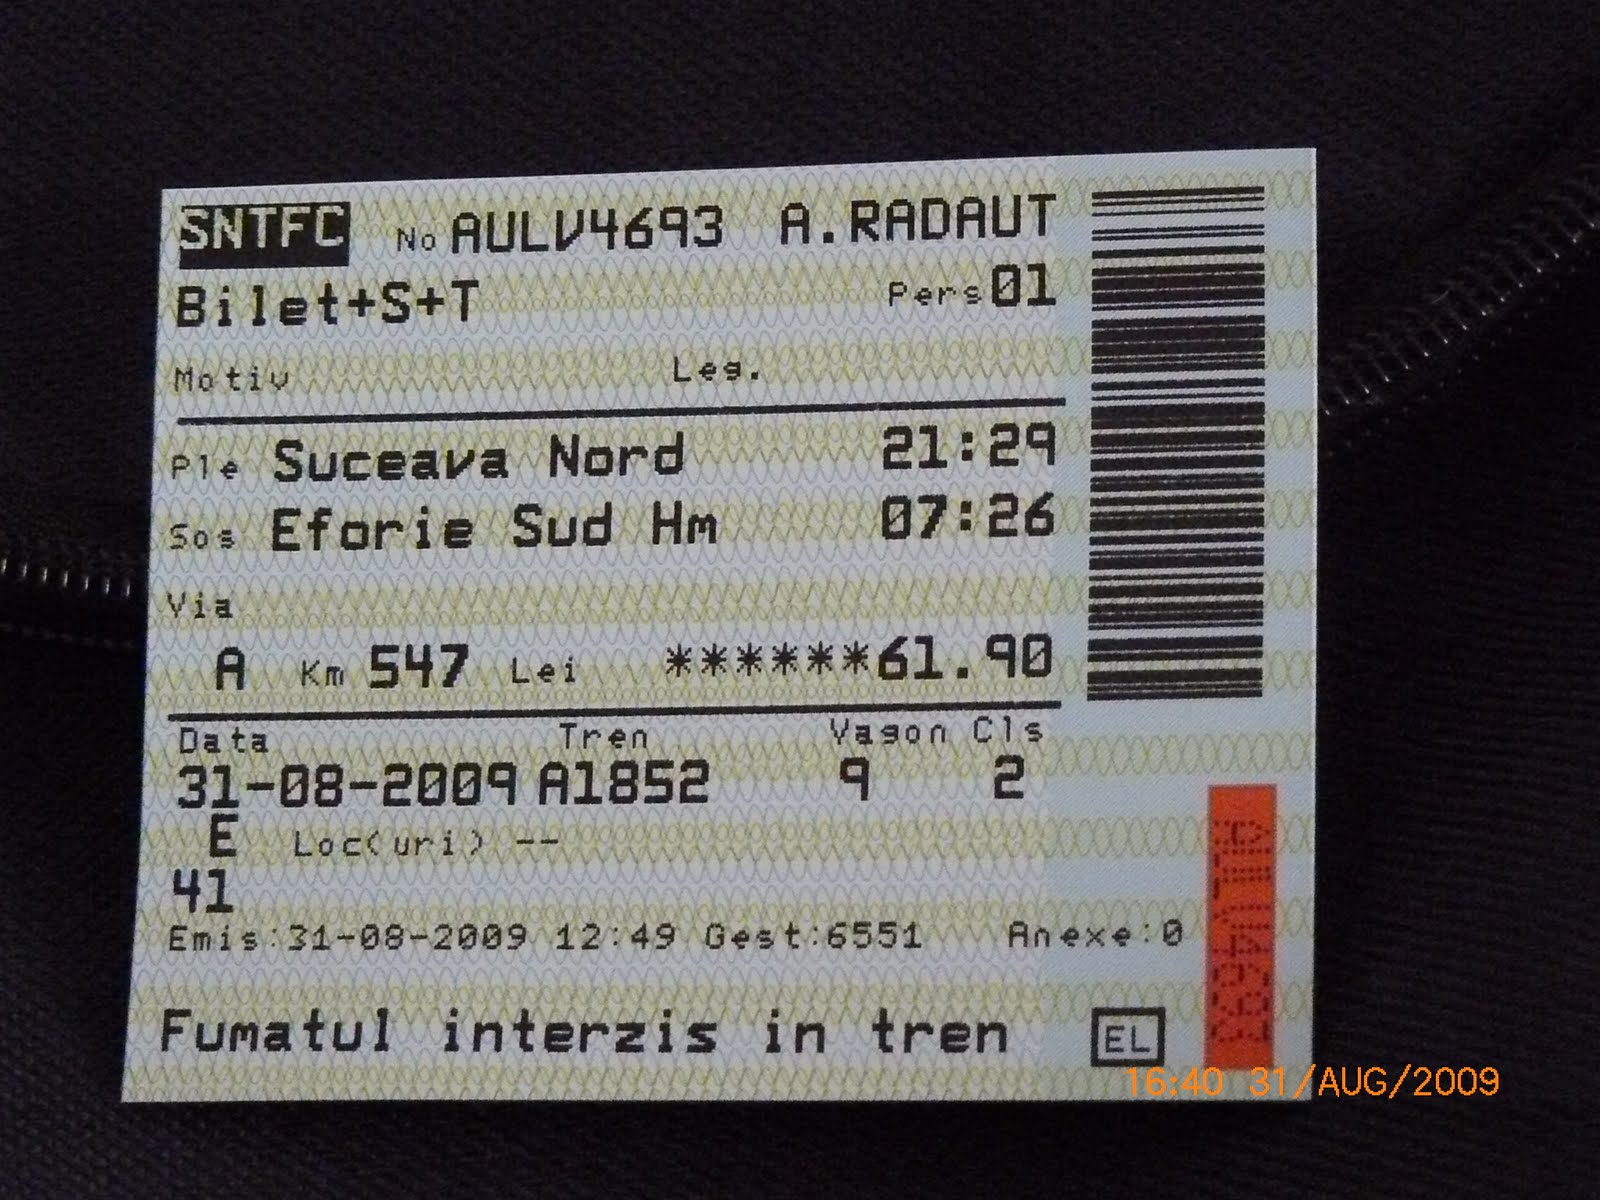 SNTFC No AULV4693 A.RADAUT
Bilet+S+T Pers 01
Motiv Leg.
Ple Suceava Nord 21:29
Sos Eforie Sud Hm 07:26
Via
A Km 547 Lei ******61.90
Data Tren Vagon Cls
31-08-2009 A1852 9 2
E Loc(uri) --
41
Emis:31-08-2009 12:49 Gest:6551 Anexe:0
Fumatul interzis in tren EL
AULV4693
16:40 31/AUG/2009